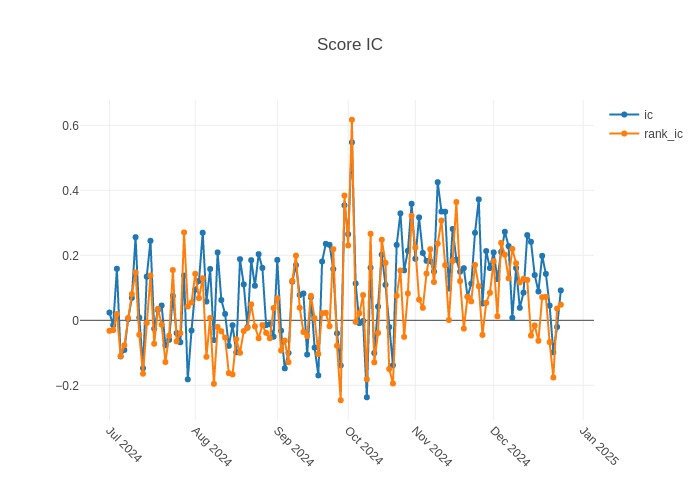 Score IC
ic
rank_ic
0.6
0.4
0.2
0
−0.2
Jul 2024
Aug 2024
Sep 2024
Oct 2024
Nov 2024
Dec 2024
Jan 2025